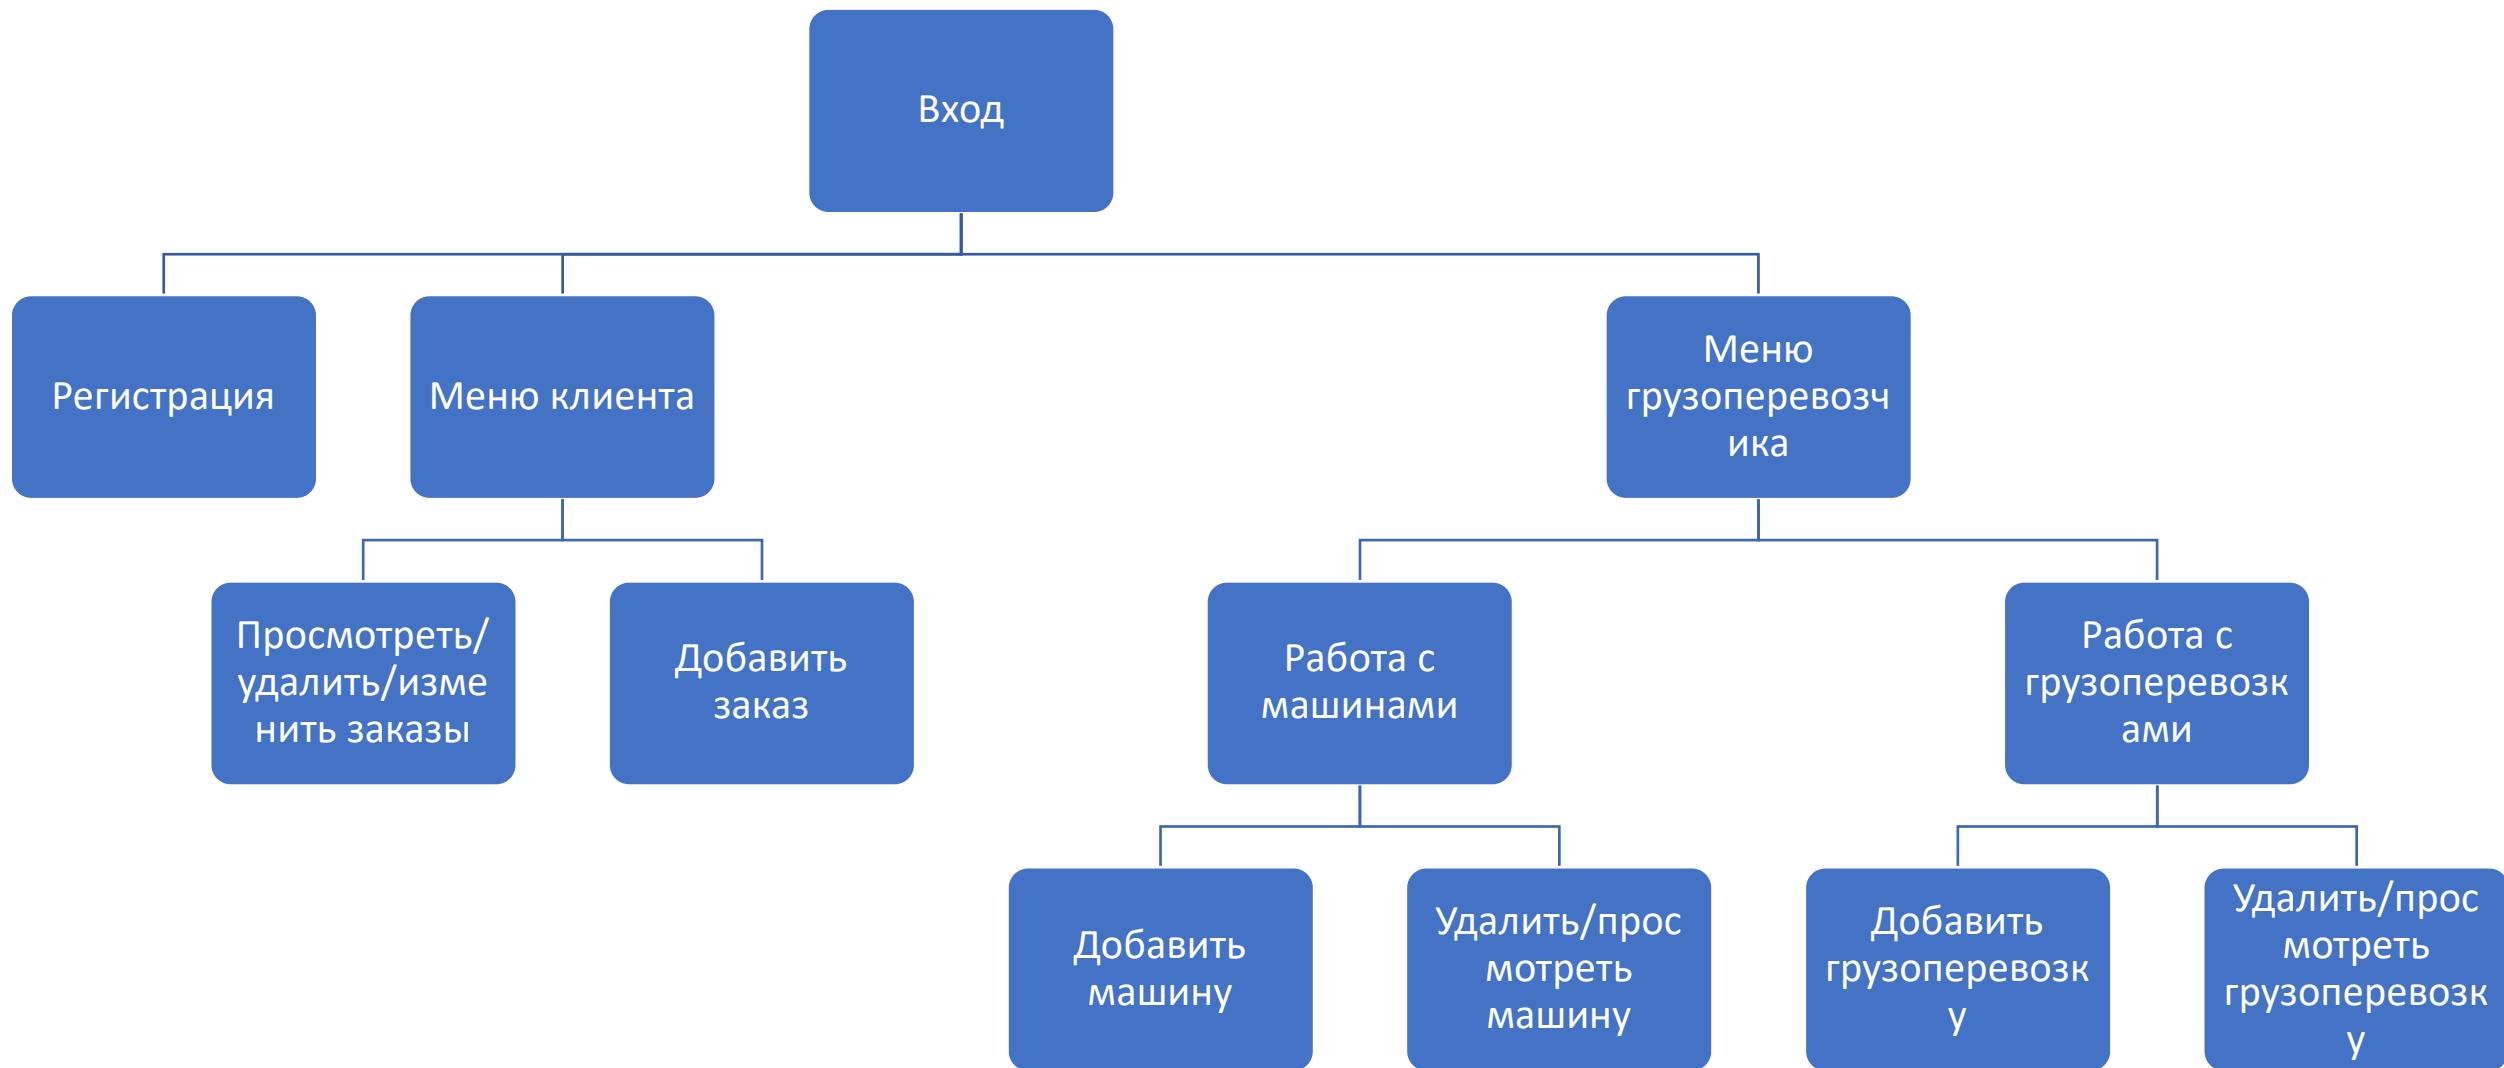 Вход
Регистрация
Меню клиента
Меню
грузоперевозч
ика
Просмотреть/
удалить/изме
нить заказы
Добавить
заказ
Работа с
машинами
Работа с
грузоперевозк
ами
Добавить
машину
Удалить/прос
мотреть
машину
Добавить
грузоперевозк
у
Удалить/прос
мотреть
грузоперевозк
у